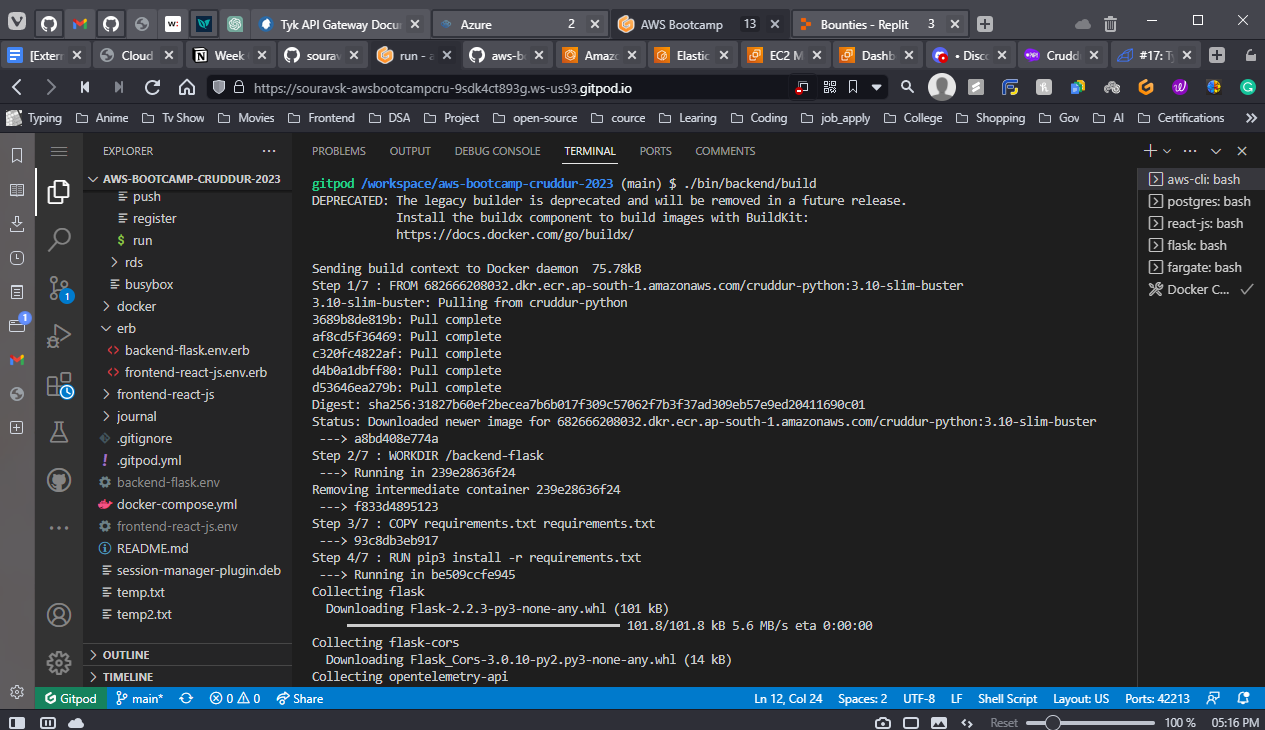 Tyk API Gateway Docu
Azure 2
AWS Bootcamp 13
Bounties - Replit 3
[Extern
Cloud
Week
sourav
run - a
aws-bo
Amaz
Elastic
EC2 M
Dashb
• Disc
Crudd
#17: Ty
https://souravsk-awsbootcampcru-9sdk4ct893g.ws-us93.gitpod.io
Typing
Anime
Tv Show
Movies
Frontend
DSA
Project
open-source
cource
Learing
Coding
job_apply
College
Shopping
Gov
AI
Certifications
EXPLORER
AWS-BOOTCAMP-CRUDDUR-2023
push
register
$ run
rds
busybox
docker
erb
backend-flask.env.erb
frontend-react-js.env.erb
frontend-react-js
journal
.gitignore
! .gitpod.yml
backend-flask.env
docker-compose.yml
frontend-react-js.env
README.md
session-manager-plugin.deb
temp.txt
temp2.txt
OUTLINE
TIMELINE
1
1
PROBLEMS OUTPUT DEBUG CONSOLE TERMINAL PORTS COMMENTS
gitpod /workspace/aws-bootcamp-cruddur-2023 (main) $ ./bin/backend/build
DEPRECATED: The legacy builder is deprecated and will be removed in a future release.
Install the buildx component to build images with BuildKit:
https://docs.docker.com/go/buildx/
Sending build context to Docker daemon 75.78kB
Step 1/7 : FROM 682666208032.dkr.ecr.ap-south-1.amazonaws.com/cruddur-python:3.10-slim-buster
3.10-slim-buster: Pulling from cruddur-python
3689b8de819b: Pull complete
af8cd5f36469: Pull complete
c320fc4822af: Pull complete
d4b0a1dbff80: Pull complete
d53646ea279b: Pull complete
Digest: sha256:31827b60ef2becea7b6b017f309c57062f7b3f37ad309eb57e9ed20411690c01
Status: Downloaded newer image for 682666208032.dkr.ecr.ap-south-1.amazonaws.com/cruddur-python:3.10-slim-buster
---> a8bd408e774a
Step 2/7 : WORKDIR /backend-flask
---> Running in 239e28636f24
Removing intermediate container 239e28636f24
---> f833d4895123
Step 3/7 : COPY requirements.txt requirements.txt
---> 93c8db3eb917
Step 4/7 : RUN pip3 install -r requirements.txt
---> Running in be509ccfe945
Collecting flask
Downloading Flask-2.2.3-py3-none-any.whl (101 kB)
101.8/101.8 kB 5.6 MB/s eta 0:00:00
Collecting flask-cors
Downloading Flask_Cors-3.0.10-py2.py3-none-any.whl (14 kB)
Collecting opentelemetry-api
aws-cli: bash
postgres: bash
react-js: bash
flask: bash
fargate: bash
Docker C...
Gitpod main* 0 0 Share Ln 12, Col 24 Spaces: 2 UTF-8 LF Shell Script Layout: US Ports: 42213
Reset 100 % 05:16 PM